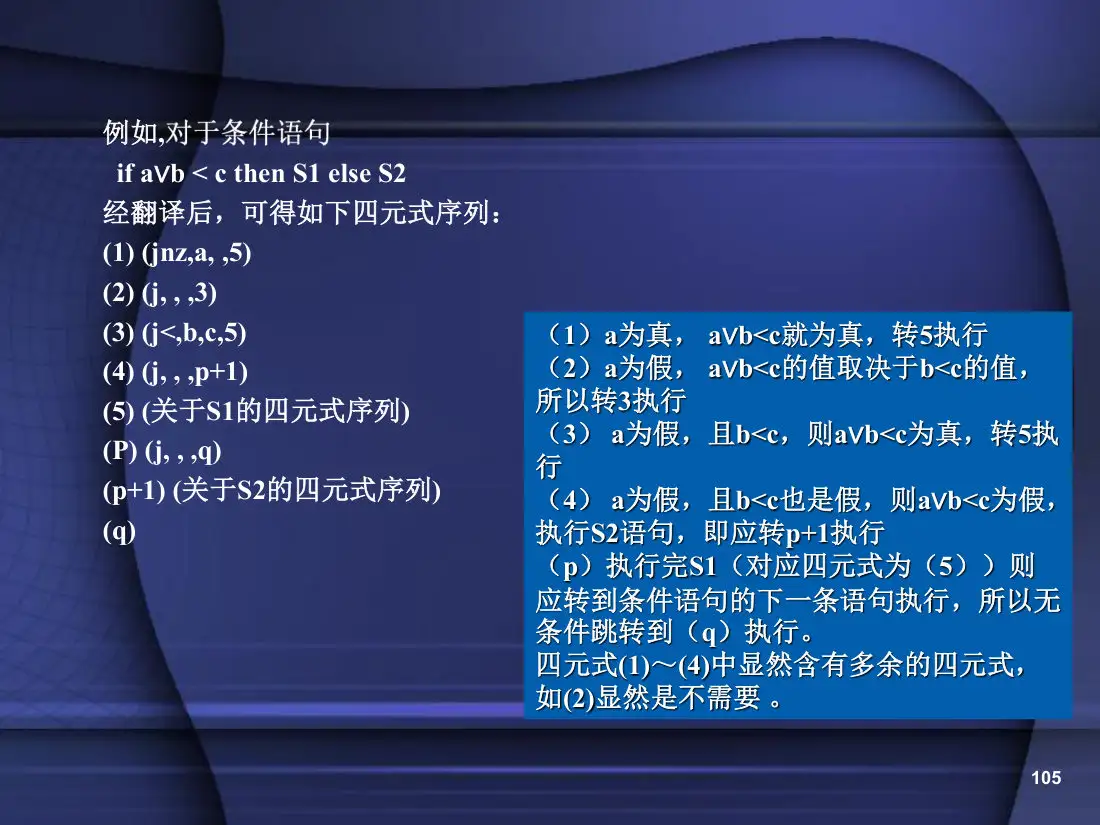 例如,对于条件语句
if a∨b < c then S1 else S2
经翻译后，可得如下四元式序列：
(1) (jnz,a, ,5)
(2) (j, , ,3)
(3) (j<,b,c,5)
(4) (j, , ,p+1)
(5) (关于S1的四元式序列)
(P) (j, , ,q)
(p+1) (关于S2的四元式序列)
(q)
（1）a为真， a∨b<c就为真，转5执行
（2）a为假， a∨b<c的值取决于b<c的值，
所以转3执行
（3） a为假，且b<c，则a∨b<c为真，转5执
行
（4） a为假，且b<c也是假，则a∨b<c为假，
执行S2语句，即应转p+1执行
（p）执行完S1（对应四元式为（5））则
应转到条件语句的下一条语句执行，所以无
条件跳转到（q）执行。
四元式(1)～(4)中显然含有多余的四元式，
如(2)显然是不需要 。
105